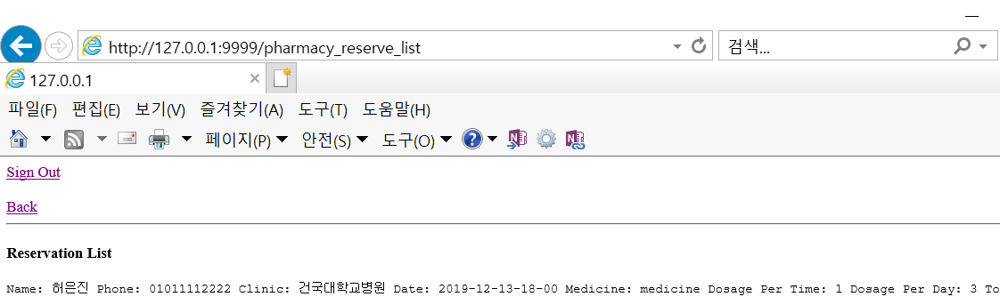 http://127.0.0.1:9999/pharmacy_reserve_list
검색...
127.0.0.1
파일(F) 편집(E) 보기(V) 즐겨찾기(A) 도구(T) 도움말(H)
페이지(P) 안전(S) 도구(O)
Sign Out
Back
Reservation List
Name: 허은진 Phone: 01011112222 Clinic: 건국대학교병원 Date: 2019-12-13-18-00 Medicine: medicine Dosage Per Time: 1 Dosage Per Day: 3 To